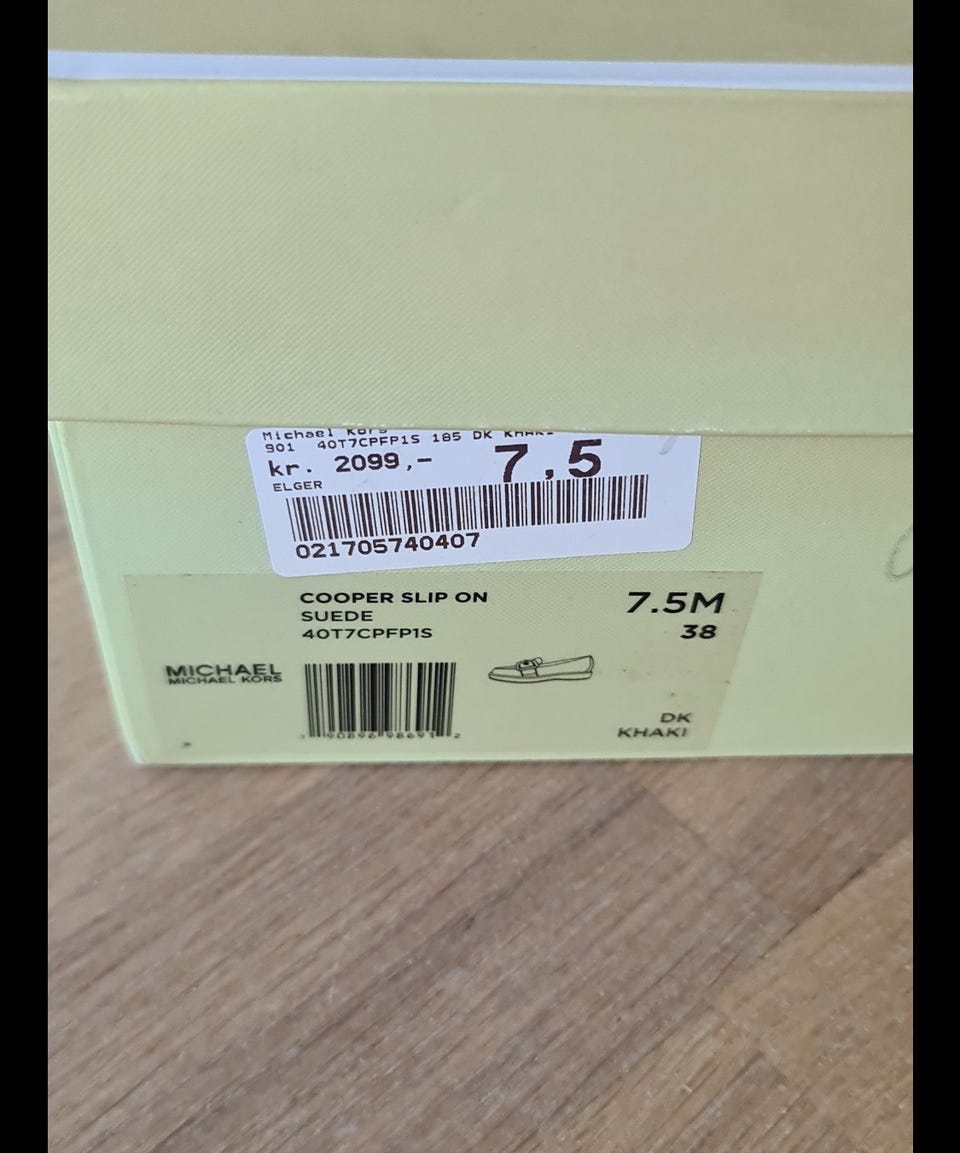 Michael Kors
901 40T7CPFP1S 185 DK
kr. 2099,- 7,5
ELGER
021705740407
COOPER SLIP ON
SUEDE
40T7CPFP1S
7.5M
38
MICHAEL
MICHAEL KORS
DK
KHAKI